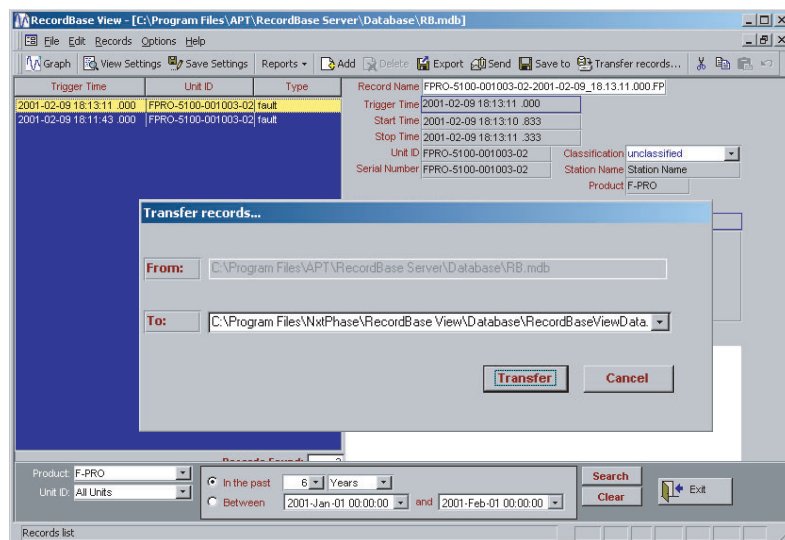 RecordBase View - [C:\Program Files\APT\RecordBase Server\Database\RB.mdb]
File Edit Records Options Help
Graph View Settings Save Settings Reports Add Delete Export Send Save to Transfer records...
Trigger Time Unit ID Type
2001-02-09 18:13:11 .000 FPRO-5100-001003-02 fault
2001-02-09 18:11:43 .000 FPRO-5100-001003-02 fault
Record Name FPRO-5100-001003-02-2001-02-09_18.13.11.000.FP
Trigger Time 2001-02-09 18:13:11 .000
Start Time 2001-02-09 18:13:10 .833
Stop Time 2001-02-09 18:13:11 .333
Unit ID FPRO-5100-001003-02 Classification unclassified
Serial Number FPRO-5100-001003-02 Station Name Station Name
Product F-PRO
Transfer records...
From: C:\Program Files\APT\RecordBase Server\Database\RB.mdb
To: C:\Program Files\NxtPhase\RecordBase View\Database\RecordBaseViewData.
Transfer Cancel
Records Found:
Product: F-PRO
Unit ID: All Units
In the past 6 Years
Between 2001-Jan-01 00:00:00 and 2001-Feb-01 00:00:00
Search
Clear
Exit
Records list